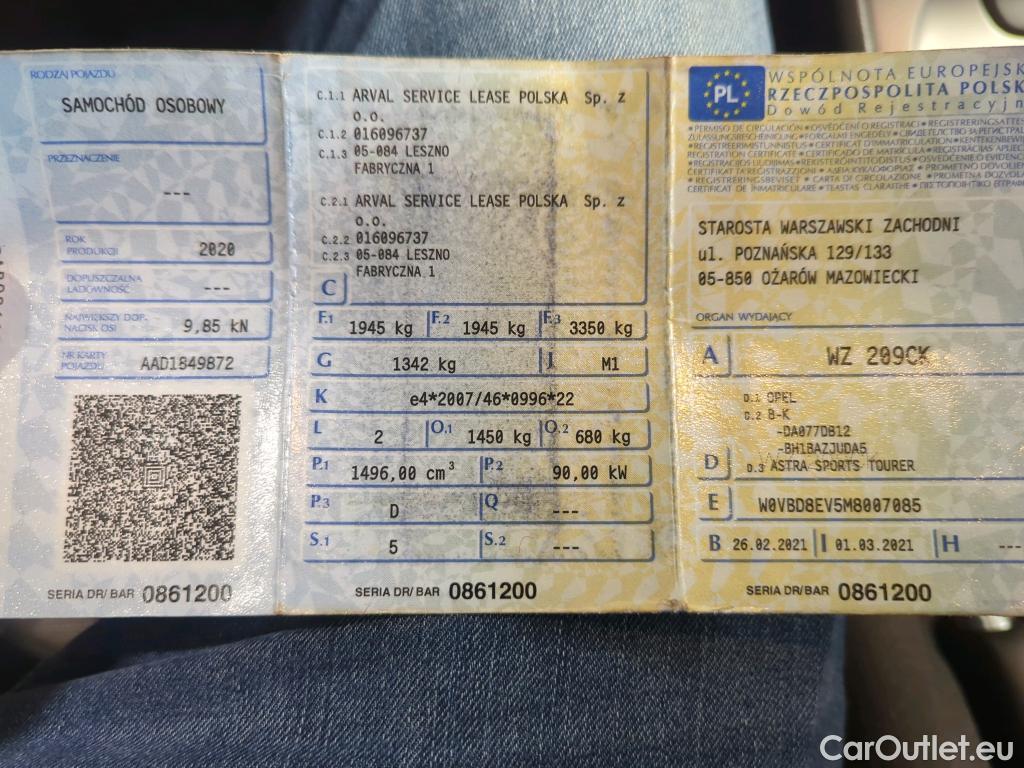 RODZAJ POJAZDU
SAMOCHÓD OSOBOWY
PRZEZNACZENIE
---
ROK PRODUKCJI 2020
DOPUSZCZALNA ŁADOWNOŚĆ ---
NAJWIĘKSZY DOP. NACISK OSI 9,85 kN
NR KARTY POJAZDU AAD1849872
SERIA DR/BAR 0861200
C.1.1 ARVAL SERVICE LEASE POLSKA Sp. z
o.o.
C.1.2 016096737
C.1.3 05-084 LESZNO
FABRYCZNA 1
C.2.1 ARVAL SERVICE LEASE POLSKA Sp. z
o.o.
C.2.2 016096737
C.2.3 05-084 LESZNO
FABRYCZNA 1
C
F.1 1945 kg F.2 1945 kg F.3 3350 kg
G 1342 kg J M1
K e4*2007/46*0996*22
L 2 O.1 1450 kg O.2 680 kg
P.1 1496,00 cm³ P.2 90,00 kW
P.3 D Q ---
S.1 5 S.2 ---
SERIA DR/BAR 0861200
PL
WSPÓLNOTA EUROPEJSK
RZECZPOSPOLITA POLSK
Dowód Rejestracyjn
STAROSTA WARSZAWSKI ZACHODNI
ul. POZNAŃSKA 129/133
05-850 OŻARÓW MAZOWIECKI
ORGAN WYDAJĄCY
A WZ 209CK
D.1 OPEL
D.2 B-K
-DA077DB12
-BH1BAZJUDA5
D D.3 ASTRA SPORTS TOURER
E W0VBD8EV5M8007085
B 26.02.2021 I 01.03.2021 H ---
SERIA DR/BAR 0861200
CarOutlet.eu